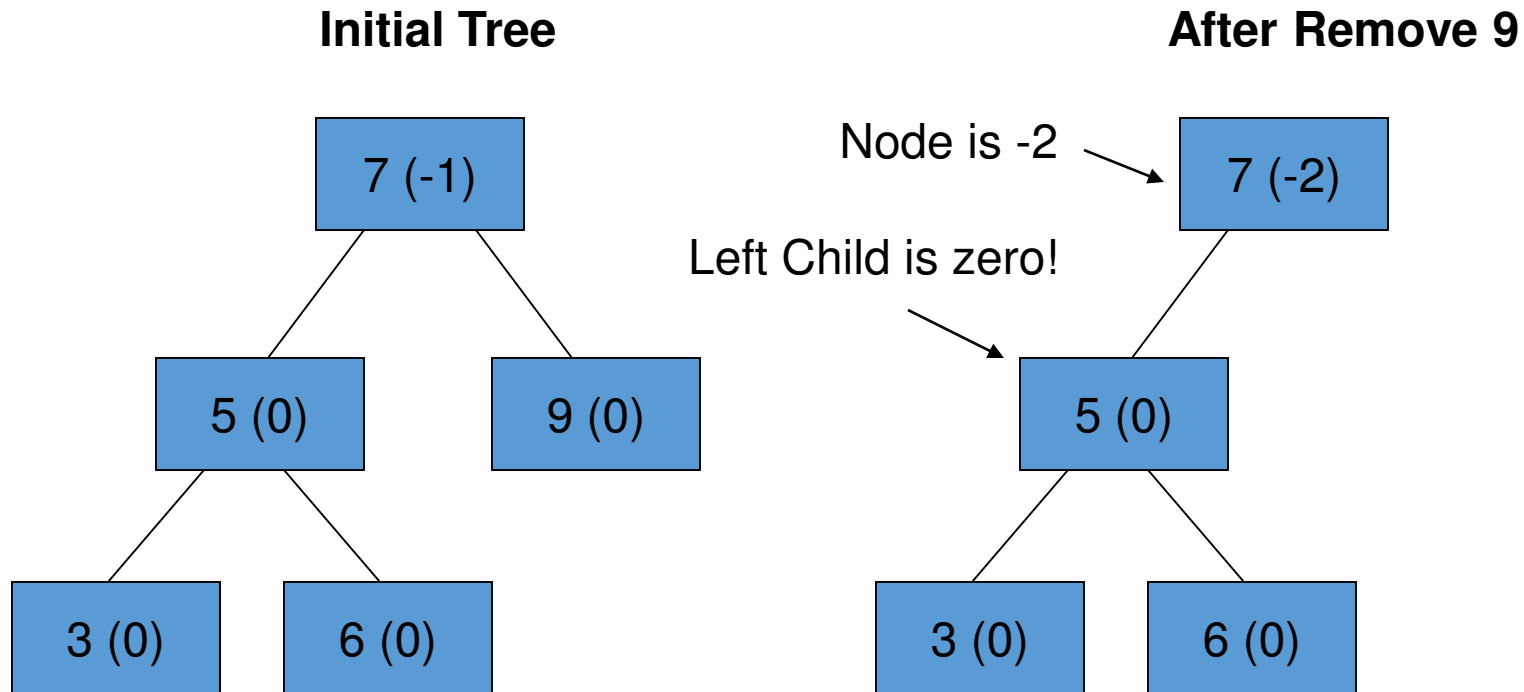 Initial Tree
After Remove 9
7 (-1)
5 (0)
9 (0)
3 (0)
6 (0)
Node is -2
Left Child is zero!
7 (-2)
5 (0)
3 (0)
6 (0)